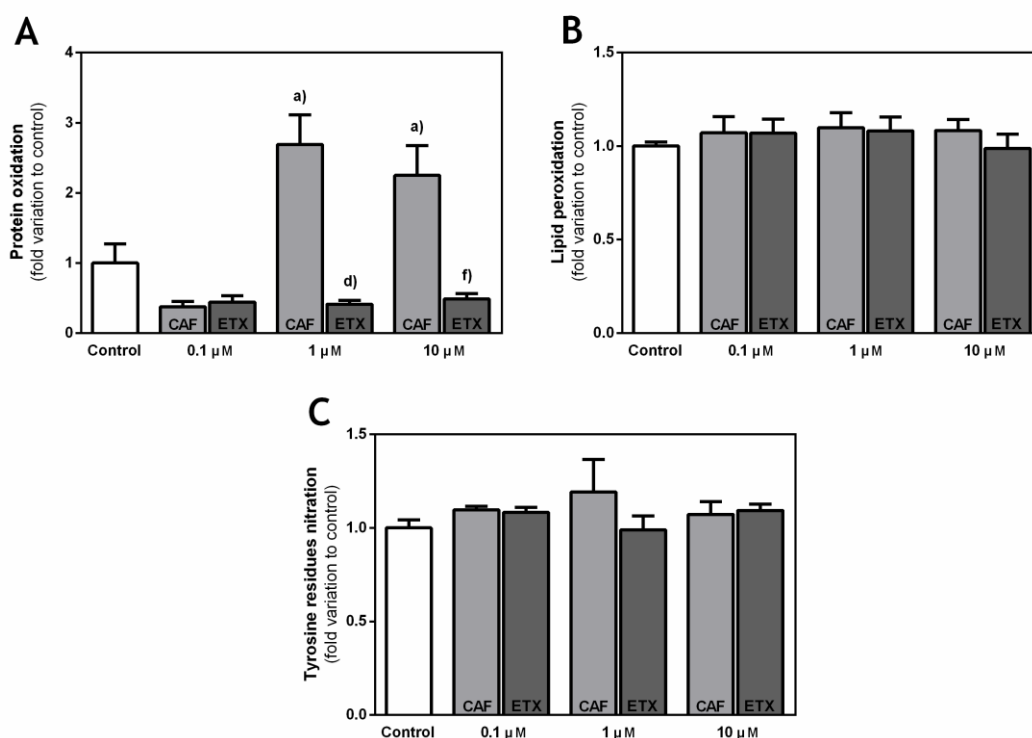 A
Protein oxidation
(fold variation to control)
4
3
2
1
0
a)
a)
d)
f)
CAF
ETX
CAF
ETX
CAF
ETX
Control
0.1 µM
1 µM
10 µM
B
Lipid peroxidation
(fold variation to control)
1.5
1.0
0.5
0.0
CAF
ETX
CAF
ETX
CAF
ETX
Control
0.1 µM
1 µM
10 µM
C
Tyrosine residues nitration
(fold variation to control)
1.5
1.0
0.5
0.0
CAF
ETX
CAF
ETX
CAF
ETX
Control
0.1 µM
1 µM
10 µM